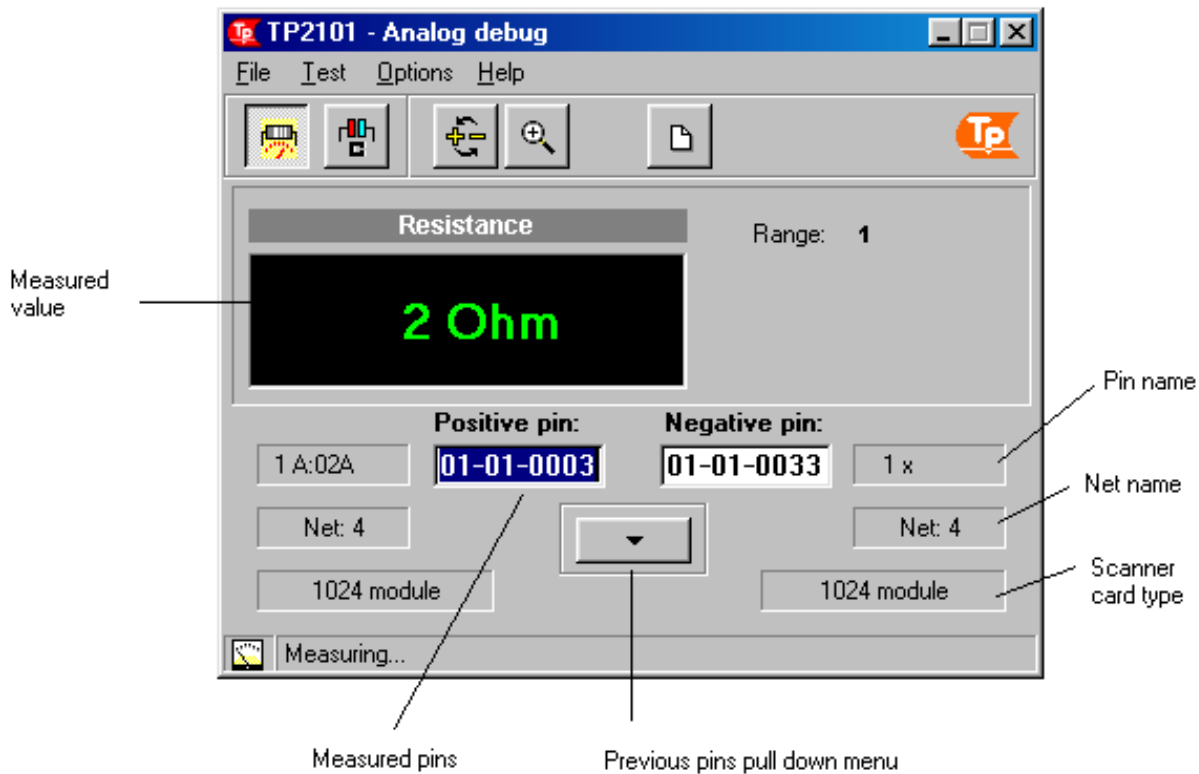 Tp TP2101 - Analog debug
File Test Options Help
Tp
Resistance
Range: 1
Measured
value
2 Ohm
Pin name
Positive pin: Negative pin:
1 A:02A 01-01-0003 01-01-0033 1 x
Net name
Net: 4 Net: 4
Scanner
card type
1024 module 1024 module
Measuring...
Measured pins Previous pins pull down menu